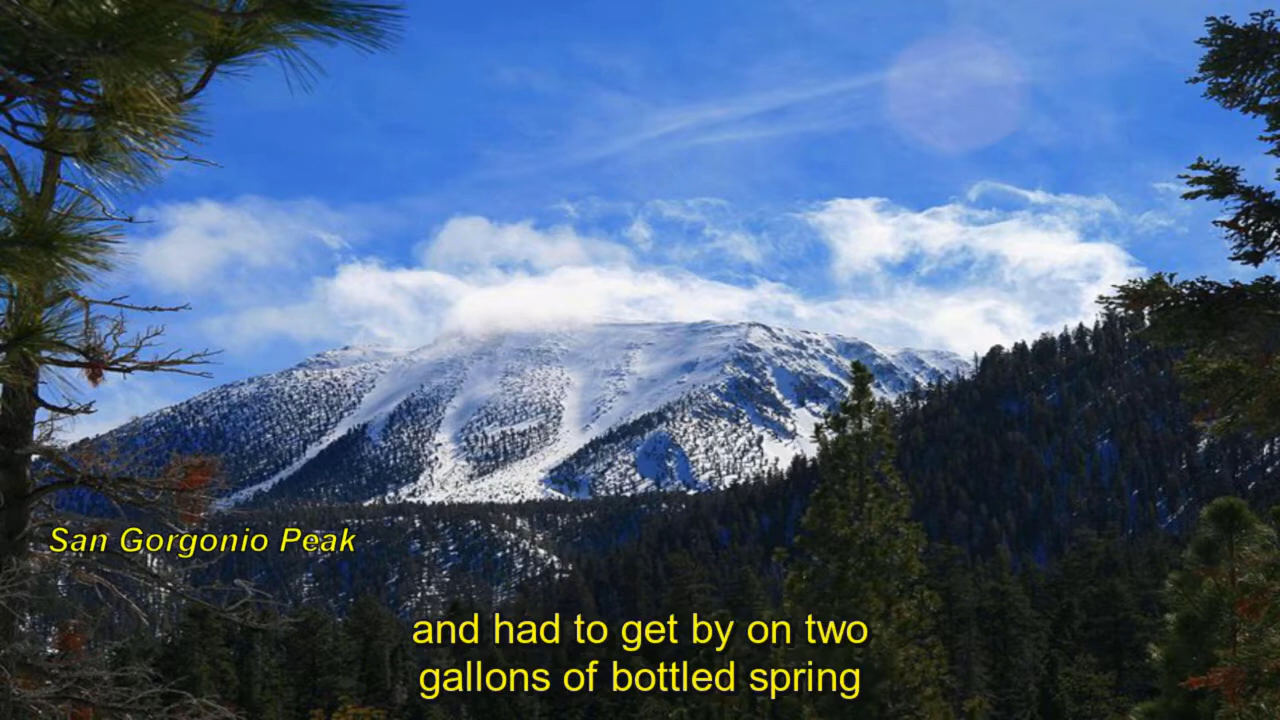 San Gorgonio Peak
and had to get by on two
gallons of bottled spring